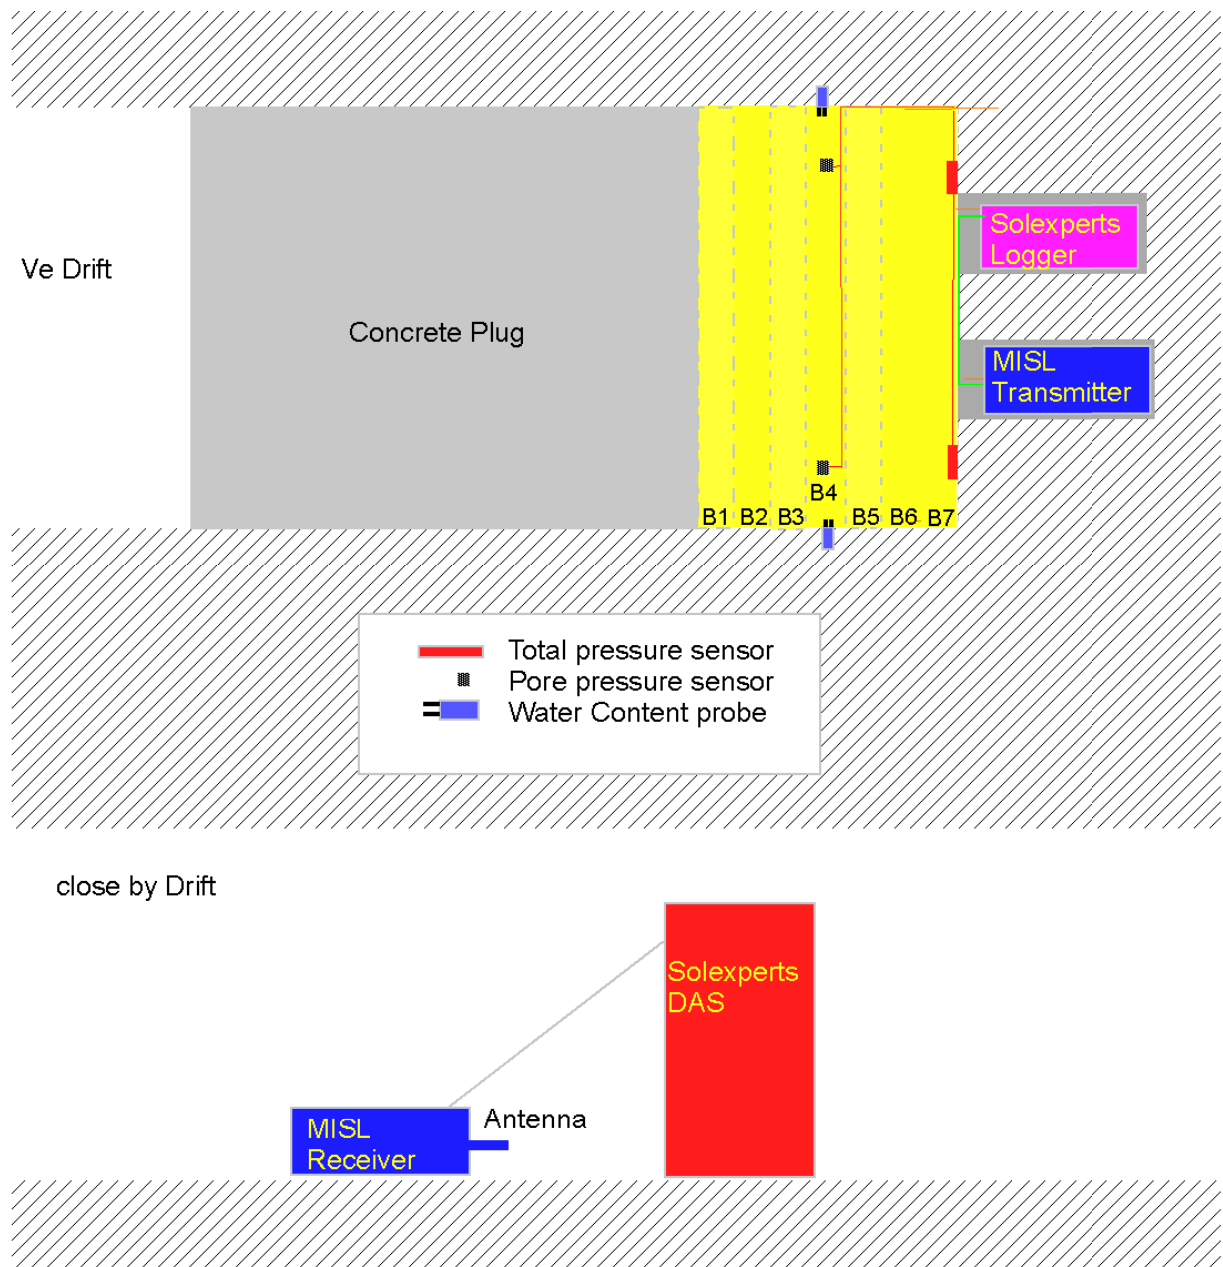 Ve Drift
Concrete Plug
Solexperts
Logger
MISL
Transmitter
B4
B1 B2 B3 B5 B6 B7
Total pressure sensor
Pore pressure sensor
Water Content probe
close by Drift
Solexperts
DAS
Antenna
MISL
Receiver